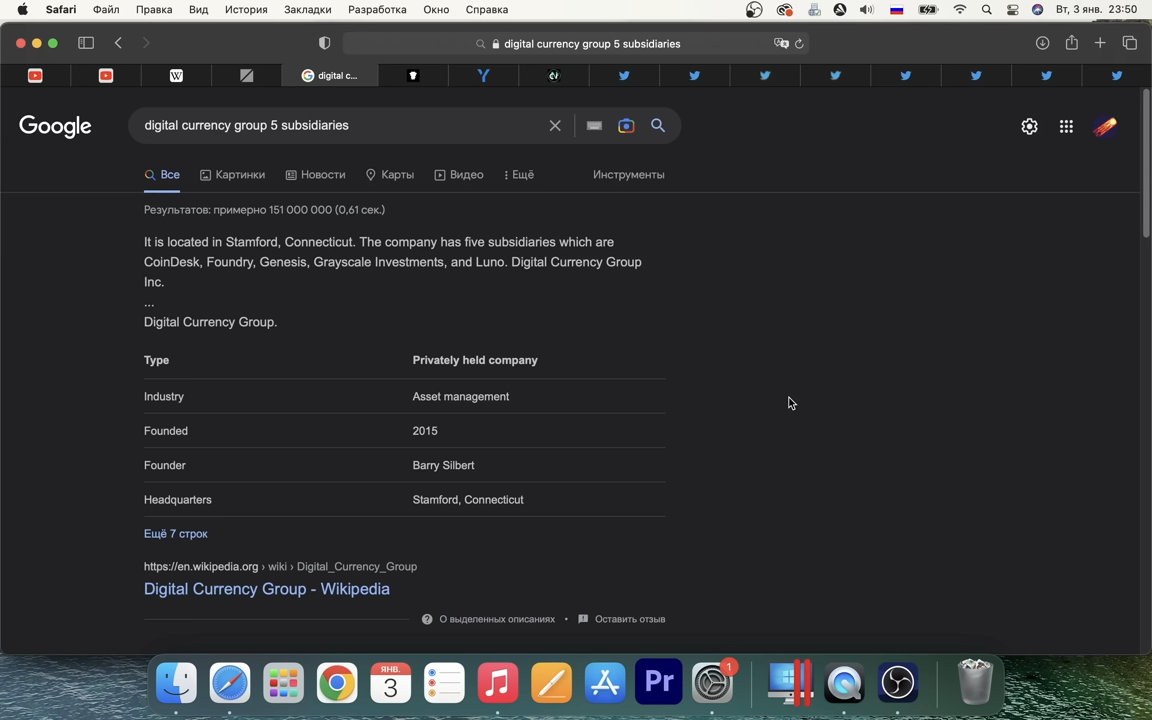 Safari Файл Правка Вид История Закладки Разработка Окно Справка Вт, 3 янв. 23:50
digital currency group 5 subsidiaries
W digital c...
Google digital currency group 5 subsidiaries
Все Картинки Новости Карты Видео Ещё Инструменты
Результатов: примерно 151 000 000 (0,61 сек.)
It is located in Stamford, Connecticut. The company has five subsidiaries which are
CoinDesk, Foundry, Genesis, Grayscale Investments, and Luno. Digital Currency Group
Inc.
...
Digital Currency Group.
Type Privately held company
Industry Asset management
Founded 2015
Founder Barry Silbert
Headquarters Stamford, Connecticut
Ещё 7 строк
https://en.wikipedia.org › wiki › Digital_Currency_Group
Digital Currency Group - Wikipedia
О выделенных описаниях • Оставить отзыв
ЯНВ.
3
Pr
1